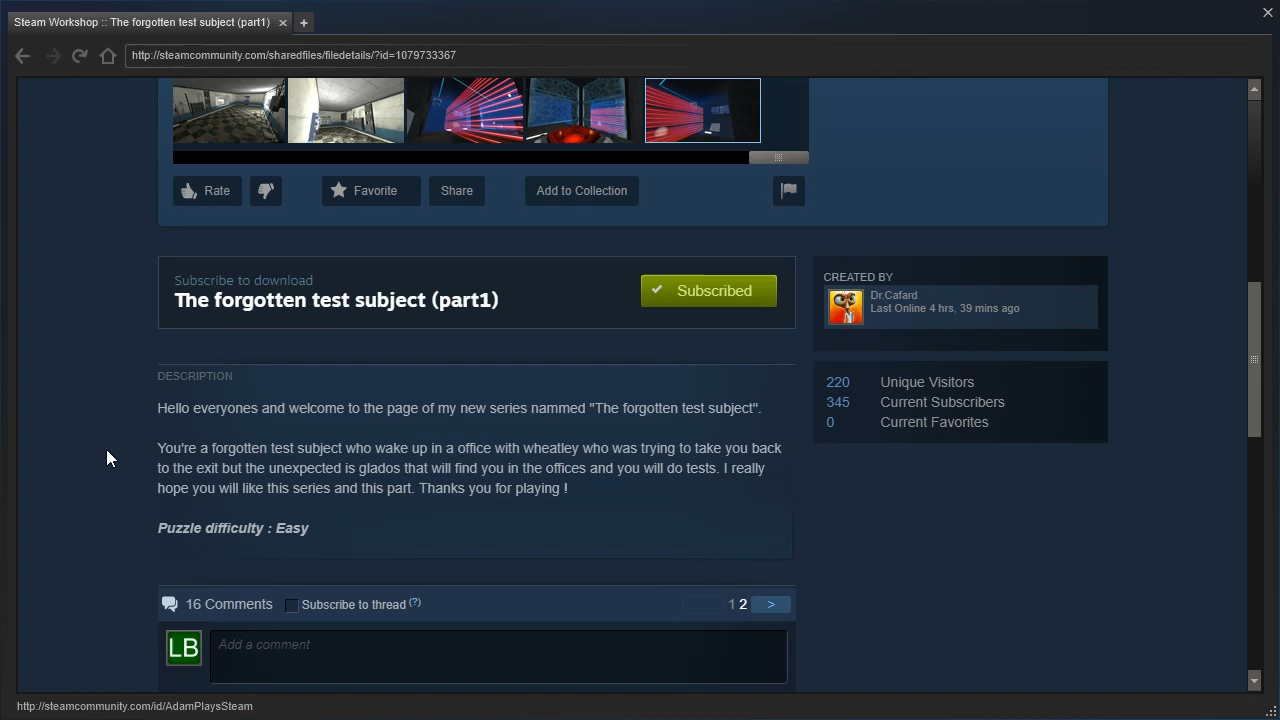 Steam Workshop :: The forgotten test subject (part1)
http://steamcommunity.com/sharedfiles/filedetails/?id=1079733367
Rate
Favorite
Share
Add to Collection
Subscribe to download
The forgotten test subject (part1)
Subscribed
CREATED BY
Dr.Cafard
Last Online 4 hrs, 39 mins ago
220 Unique Visitors
345 Current Subscribers
0 Current Favorites
DESCRIPTION
Hello everyones and welcome to the page of my new series nammed "The forgotten test subject".
You're a forgotten test subject who wake up in a office with wheatley who was trying to take you back
to the exit but the unexpected is glados that will find you in the offices and you will do tests. I really
hope you will like this series and this part. Thanks you for playing !
Puzzle difficulty : Easy
16 Comments Subscribe to thread (?) 1 2 >
LB
Add a comment
http://steamcommunity.com/id/AdamPlaysSteam